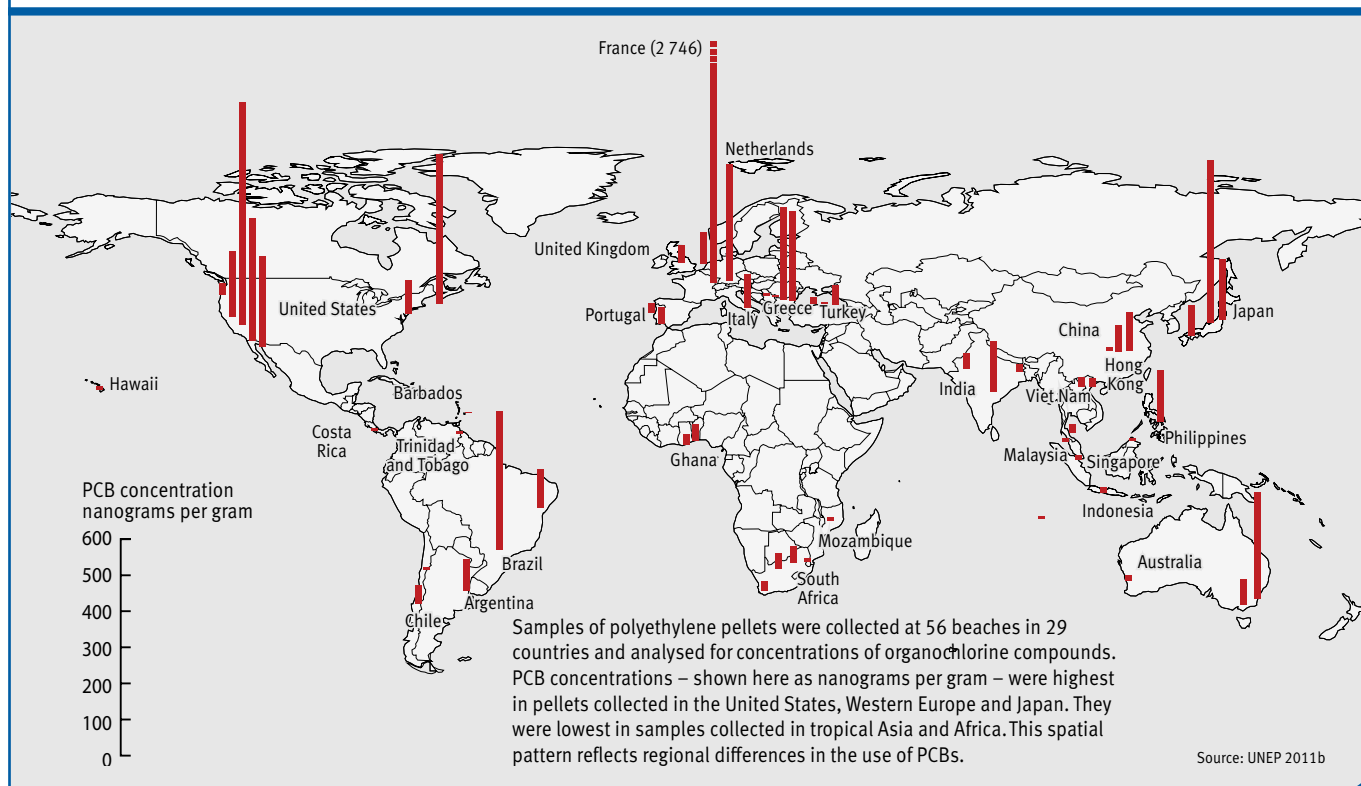 France (2 746)
Netherlands
United Kingdom
United States
Portugal
Italy
Greece
Turkey
Japan
China
Hong
Kong
India
Viet Nam
Hawaii
Barbados
Costa
Rica
Trinidad
and Tobago
Ghana
Malaysia
Singapore
Philippines
Indonesia
Mozambique
South
Africa
Australia
Brazil
Argentina
Chile
PCB concentration
nanograms per gram
600
500
400
300
200
100
0
Samples of polyethylene pellets were collected at 56 beaches in 29
countries and analysed for concentrations of organochlorine compounds.
PCB concentrations – shown here as nanograms per gram – were highest
in pellets collected in the United States, Western Europe and Japan. They
were lowest in samples collected in tropical Asia and Africa. This spatial
pattern reflects regional differences in the use of PCBs.
Source: UNEP 2011b